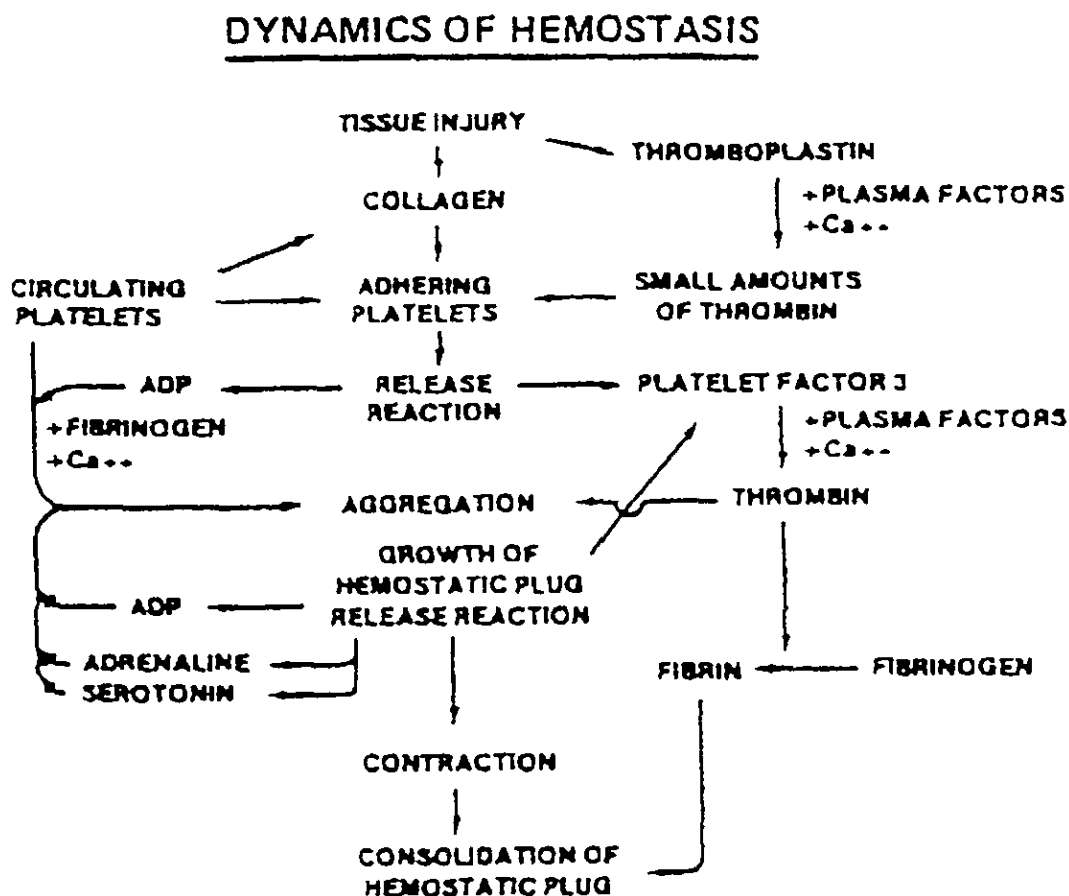 DYNAMICS OF HEMOSTASIS
TISSUE INJURY
THROMBOPLASTIN
COLLAGEN
+PLASMA FACTORS
+Ca++
CIRCULATING
PLATELETS
ADHERING
PLATELETS
SMALL AMOUNTS
OF THROMBIN
ADP
RELEASE
REACTION
PLATELET FACTOR 3
+FIBRINOGEN
+Ca++
+PLASMA FACTORS
+Ca++
AGGREGATION
THROMBIN
GROWTH OF
HEMOSTATIC PLUG
RELEASE REACTION
ADP
ADRENALINE
SEROTONIN
FIBRIN
FIBRINOGEN
CONTRACTION
CONSOLIDATION OF
HEMOSTATIC PLUG